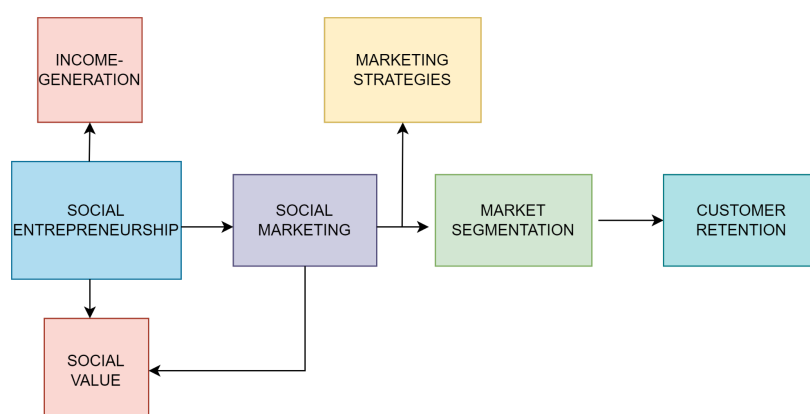 INCOME-
GENERATION
MARKETING
STRATEGIES
SOCIAL
ENTREPRENEURSHIP
SOCIAL
MARKETING
MARKET
SEGMENTATION
CUSTOMER
RETENTION
SOCIAL
VALUE